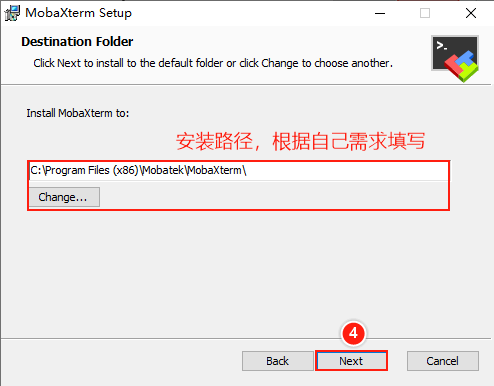 MobaXterm Setup
Destination Folder
Click Next to install to the default folder or click Change to choose another.
>_
Install MobaXterm to:
安装路径，根据自己需求填写
C:\Program Files (x86)\Mobatek\MobaXterm\
Change...
4
Back
Next
Cancel